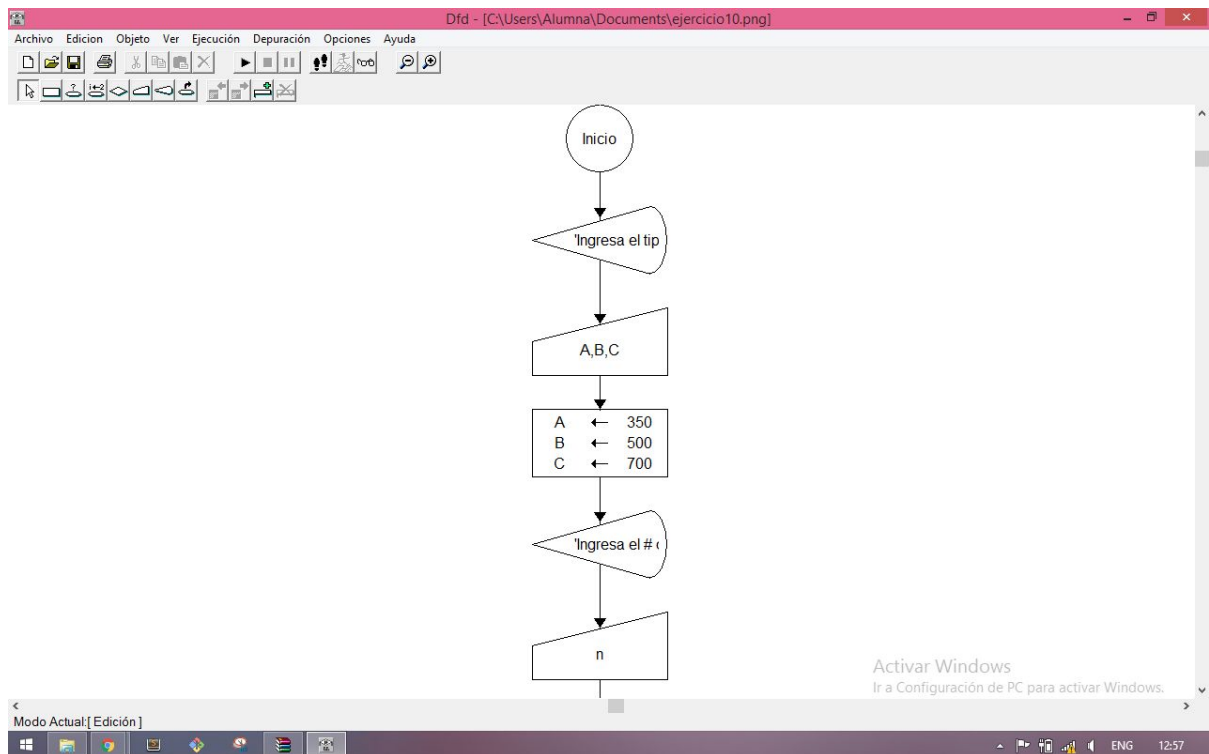 Dfd - [C:\Users\Alumna\Documents\ejercicio10.png]
Archivo Edicion Objeto Ver Ejecución Depuración Opciones Ayuda
Inicio
'Ingresa el tip
A,B,C
A ← 350
B ← 500
C ← 700
'Ingresa el #
n
Activar Windows
Ir a Configuración de PC para activar Windows.
Modo Actual:[ Edición ]
ENG 12:57